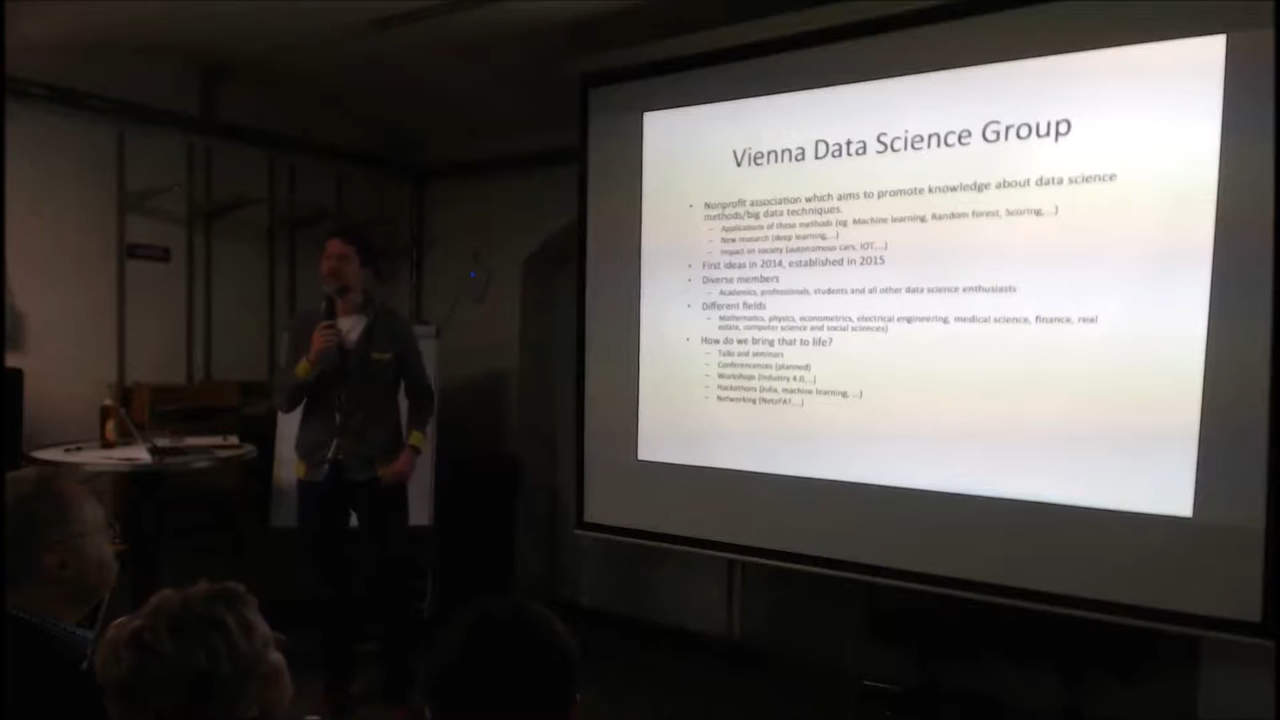 Vienna Data Science Group
• Nonprofit association which aims to promote knowledge about data science
methods/big data techniques.
– Applications of these methods (eg. Machine learning, Random forest, Scoring,...)
– New research (deep learning,...)
– Impact on society (autonomous cars, IOT,...)
• First ideas in 2014, established in 2015
• Diverse members
– Academics, professionals, students and all other data science enthusiasts
• Different fields
– Mathematics, physics, econometrics, electrical engineering, medical science, finance, real
estate, computer science and social sciences)
• How do we bring that to life?
– Talks and seminars
– Conferencances (planned)
– Workshops (Industry 4.0,...)
– Hackathons (Julia, machine learning, ...)
– Networking (NetzPAT,...)